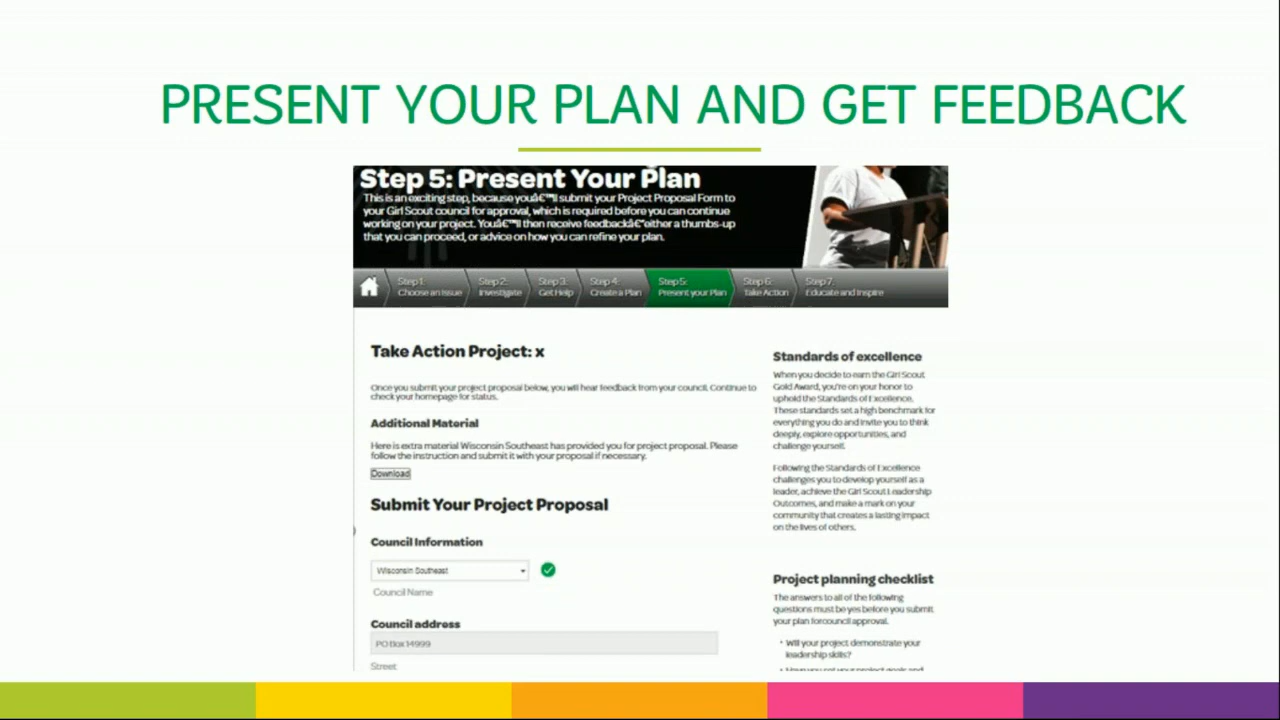 PRESENT YOUR PLAN AND GET FEEDBACK
Step 5: Present Your Plan
This is an exciting step, because youâ€™ll submit your Project Proposal Form to
your Girl Scout council for approval, which is required before you can continue
working on your project. Youâ€™ll then receive feedbackâ€”either a thumbs-up
that you can proceed, or advice on how you can refine your plan.
Step 1: Step 2: Step 3: Step 4: Step 5: Step 6: Step 7:
Choose an Issue Investigate Get Help Create a Plan Present your Plan Take Action Educate and Inspire
Take Action Project: x
Once you submit your project proposal below, you will hear feedback from your council. Continue to
check your homepage for status.
Additional Material
Here is extra material Wisconsin Southeast has provided you for project proposal. Please
follow the instruction and submit it with your proposal if necessary.
Download
Submit Your Project Proposal
Council Information
Wisconsin Southeast
Council Name
Council address
PO Box 14999
Street
Standards of excellence
When you decide to earn the Girl Scout
Gold Award, you're on your honor to
uphold the Standards of Excellence.
These standards set a high benchmark for
everything you do and invite you to think
deeply, explore opportunities, and
challenge yourself.
Following the Standards of Excellence
challenges you to develop yourself as a
leader, achieve the Girl Scout Leadership
Outcomes, and make a mark on your
community that creates a lasting impact
on the lives of others.
Project planning checklist
The answers to all of the following
questions must be yes before you submit
your plan forcouncil approval.
• Will your project demonstrate your
leadership skills?
• Have you set your project goals and